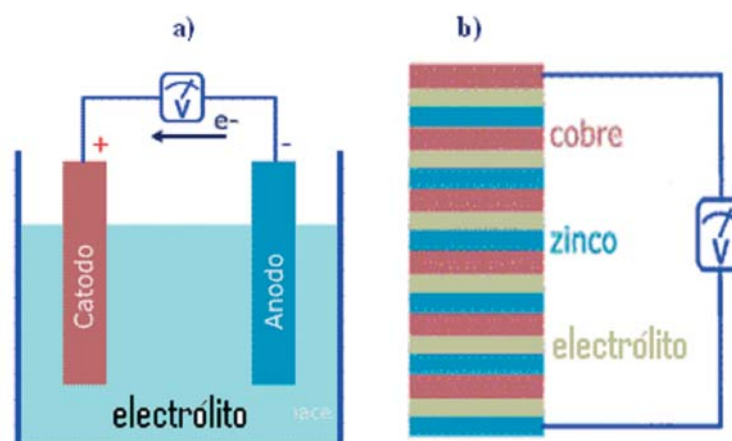 a)
V
e-
+
-
Catodo
Anodo
electrólito
b)
cobre
zinco
V
electrólito